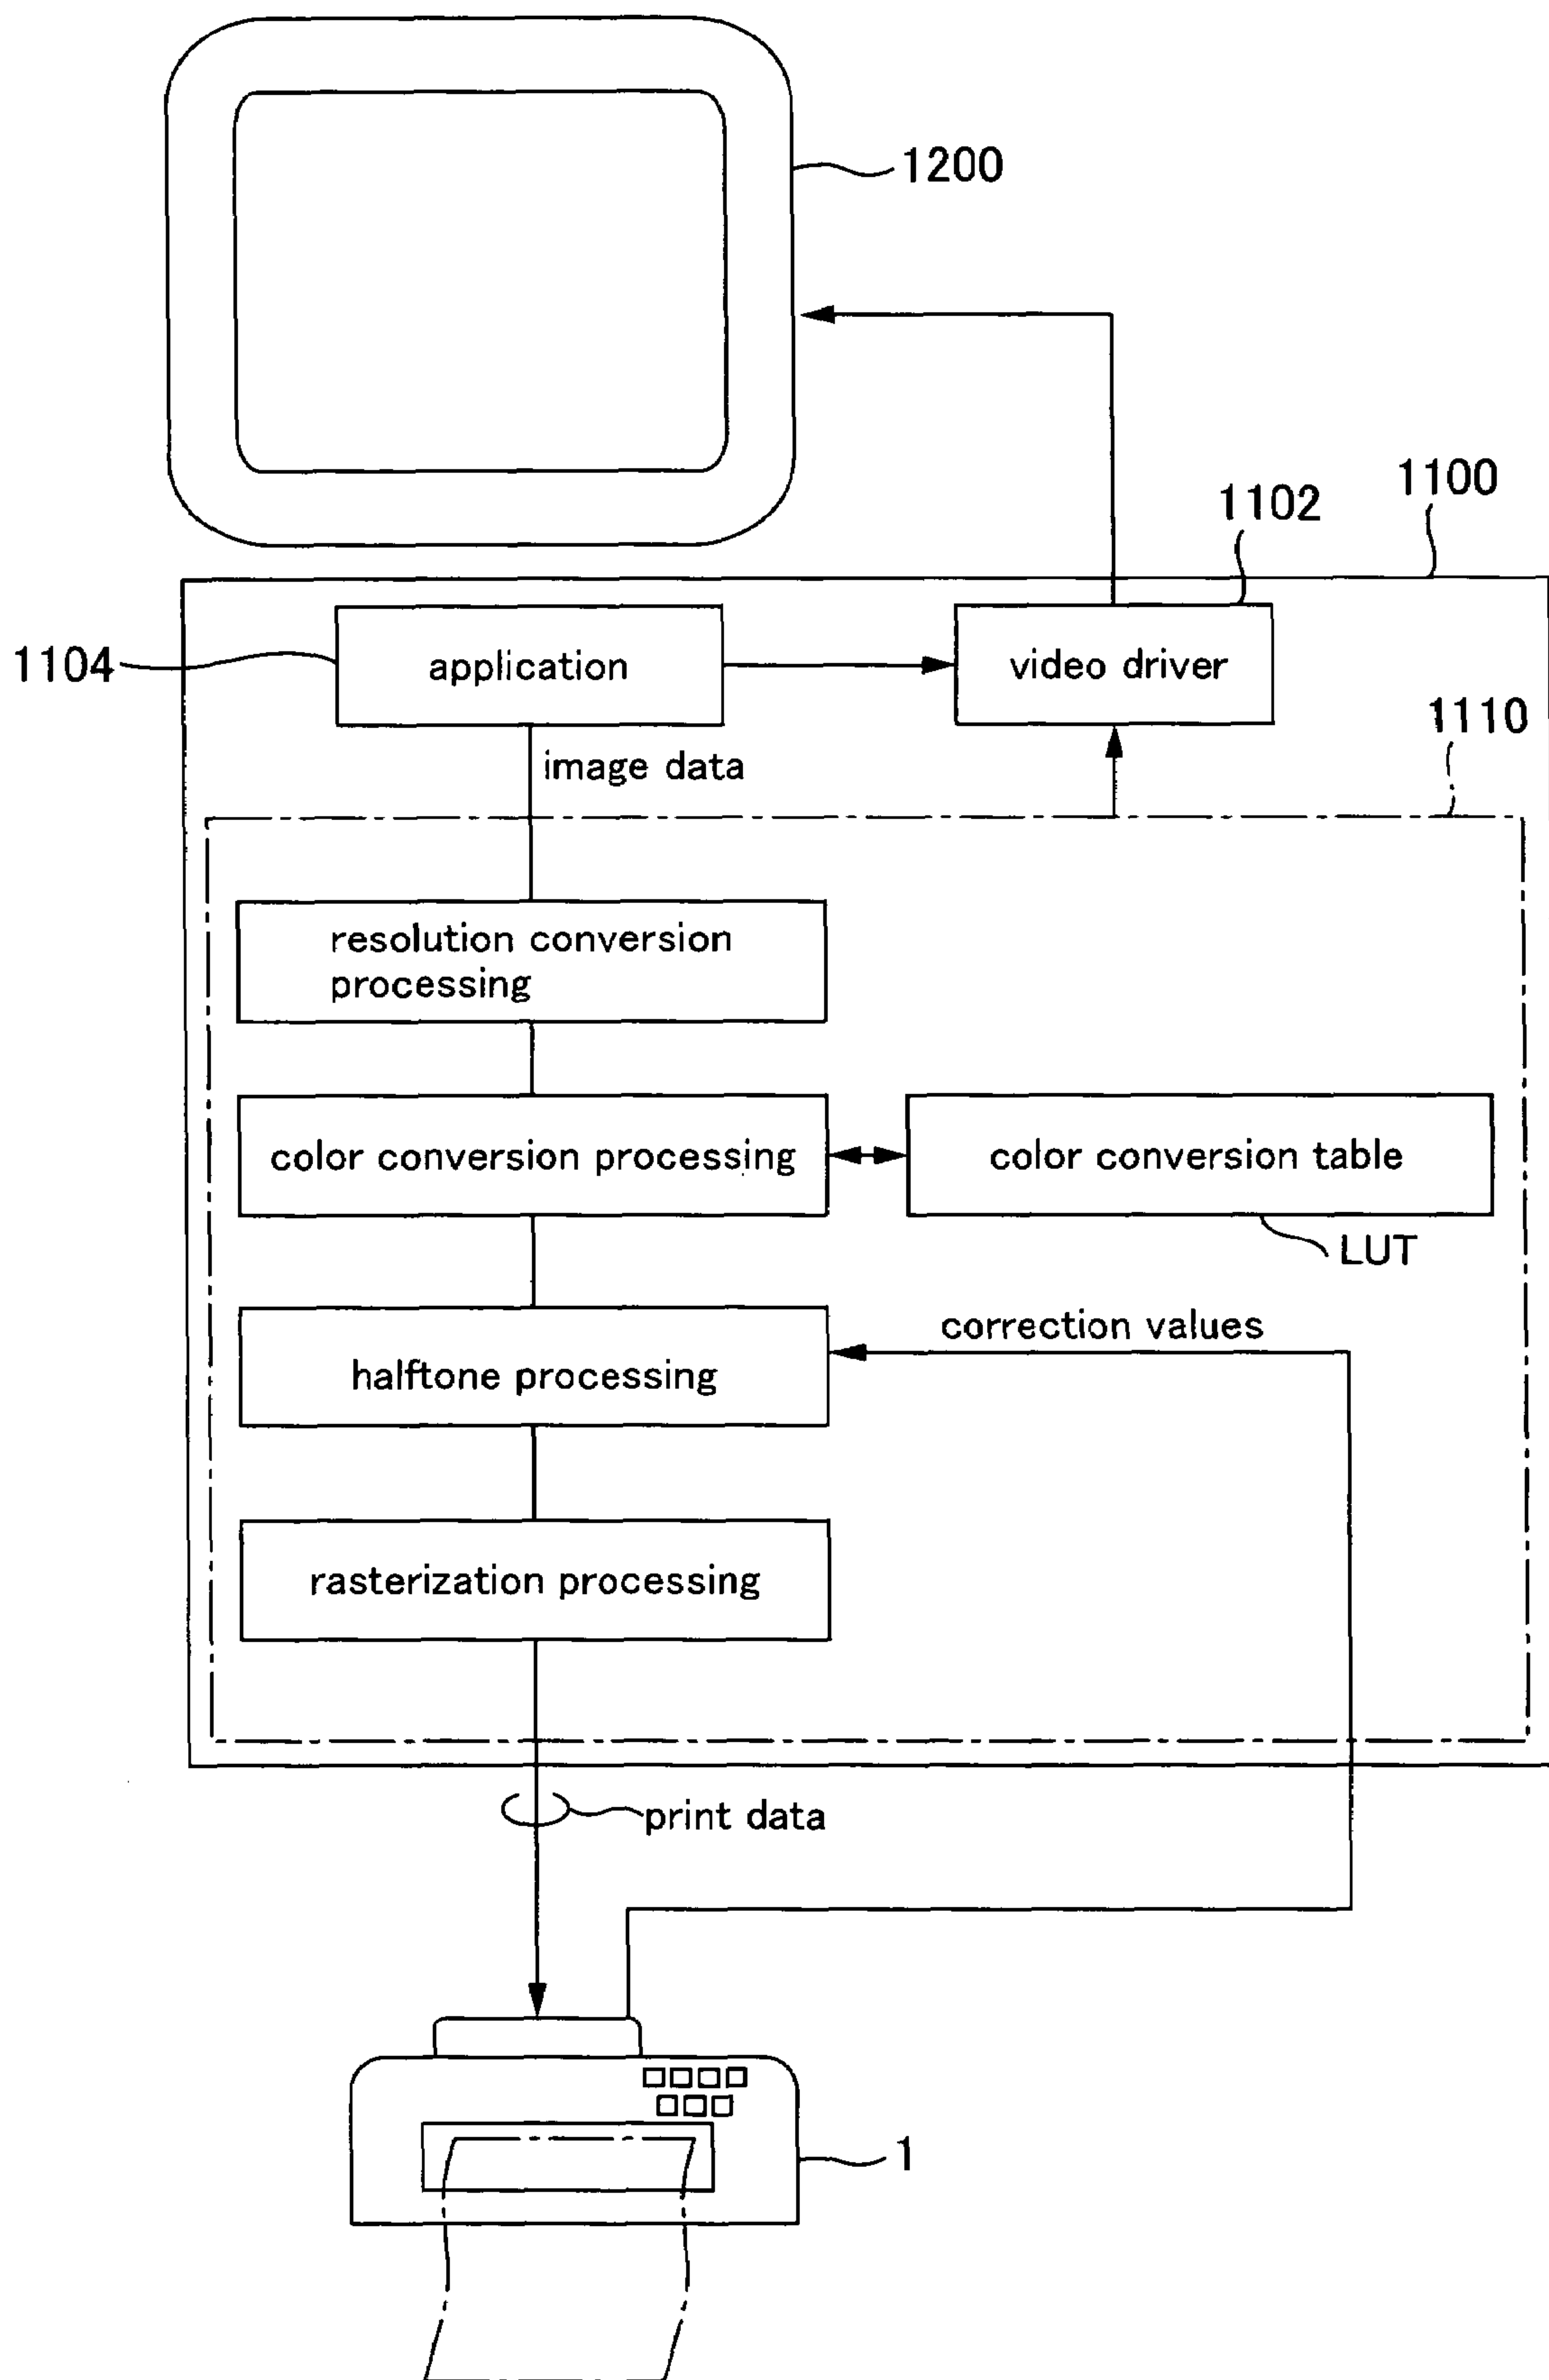 1200
1100
1102
1104
application
video driver
1110
image data
resolution conversion
processing
color conversion processing
color conversion table
LUT
correction values
halftone processing
rasterization processing
print data
1